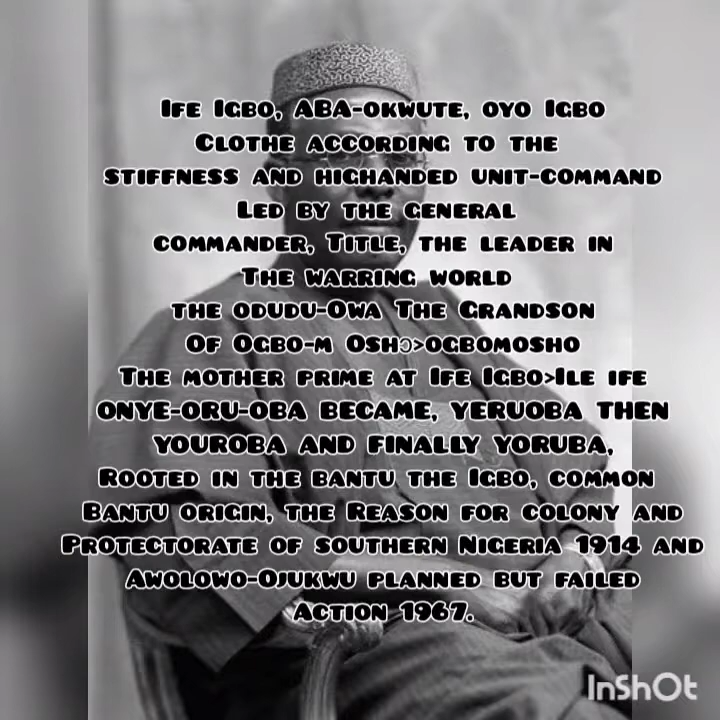 Ife Igbo, ABA-okwute, oyo Igbo
Clothe according to the
stiffness and highanded unit-command
Led by the general
commander, Title, the leader in
The warring world
the odudu-Owa The Grandson
Of Ogbo-m Oshɔ>ogbomosho
The mother prime at Ife Igbo>Ile ife
ONYE-ORU-OBA BECAME, YERUOBA THEN
YOUROBA AND FINALLY YORUBA,
Rooted in the bantu the Igbo, common
Bantu origin, the Reason for colony and
Protectorate of southern Nigeria 1914 and
Awolowo-Ojukwu planned but failed
Action 1967.
InShOt